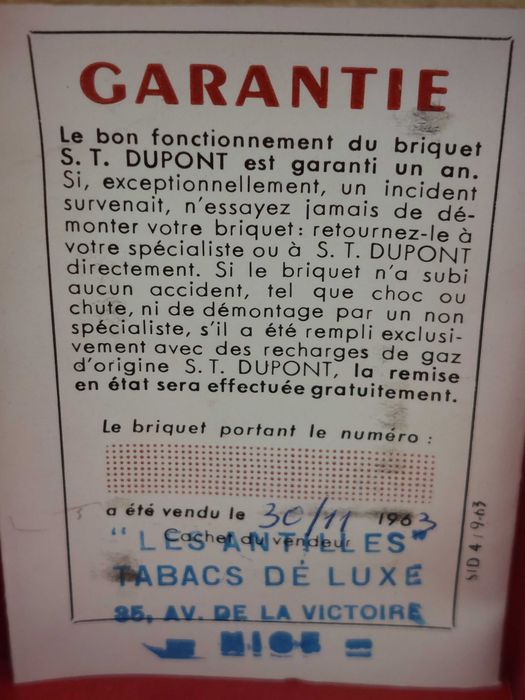 GARANTIE
Le bon fonctionnement du briquet
S. T. DUPONT est garanti un an.
Si, exceptionnellement, un incident
survenait, n'essayez jamais de dé-
monter votre briquet : retournez-le à
votre spécialiste ou à S. T. DUPONT
directement. Si le briquet n'a subi
aucun accident, tel que choc ou
chute, ni de démontage par un non
spécialiste, s'il a été rempli exclusi-
vement avec des recharges de gaz
d'origine S. T. DUPONT, la remise
en état sera effectuée gratuitement.
Le briquet portant le numéro :
a été vendu le 30/11 1963
Cachet du vendeur
"LES ANTILLES"
TABACS DE LUXE
35, AV. DE LA VICTOIRE
NICE
SID 419-63